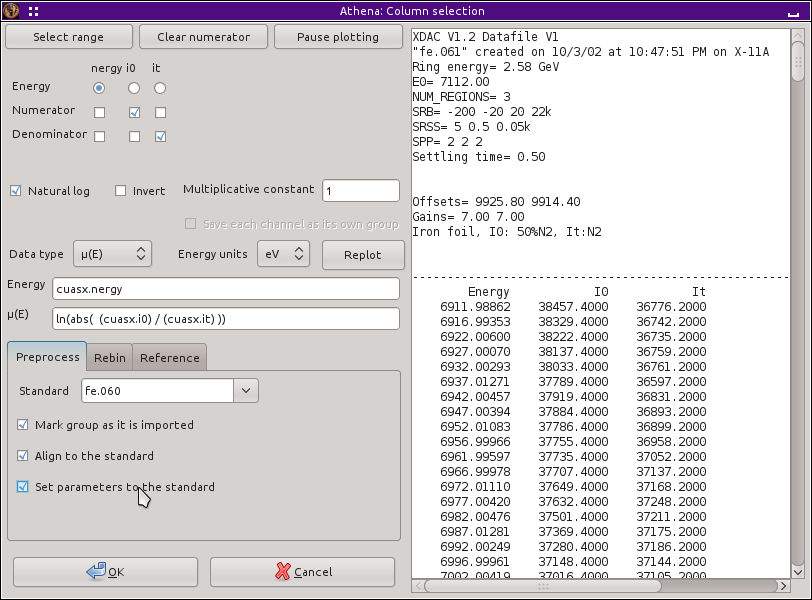 Athena: Column selection
Select range
Clear numerator
Pause plotting
nergy i0 it
Energy
Numerator
Denominator
Natural log
Invert
Multiplicative constant
1
Save each channel as its own group
Data type
μ(E)
Energy units
eV
Replot
Energy
cuasx.nergy
μ(E)
ln(abs( (cuasx.i0) / (cuasx.it) ))
Preprocess
Rebin
Reference
Standard
fe.060
Mark group as it is imported
Align to the standard
Set parameters to the standard
OK
Cancel
XDAC V1.2 Datafile V1
"fe.061" created on 10/3/02 at 10:47:51 PM on X-11A
Ring energy= 2.58 GeV
E0= 7112.00
NUM_REGIONS= 3
SRB= -200 -20 20 22k
SRSS= 5 0.5 0.05k
SPP= 2 2 2
Settling time= 0.50
Offsets= 9925.80 9914.40
Gains= 7.00 7.00
Iron foil, I0: 50%N2, It:N2
Energy I0 It
6911.98862 38457.4000 36776.2000
6916.99353 38329.4000 36742.2000
6922.00600 38222.4000 36735.2000
6927.00070 38137.4000 36759.2000
6932.00293 38033.4000 36761.2000
6937.01271 37789.4000 36597.2000
6942.00457 37919.4000 36831.2000
6947.00394 37884.4000 36893.2000
6952.01083 37786.4000 36899.2000
6956.99966 37755.4000 36958.2000
6961.99597 37735.4000 37052.2000
6966.99978 37707.4000 37137.2000
6972.01110 37649.4000 37168.2000
6977.00420 37632.4000 37248.2000
6982.00476 37501.4000 37211.2000
6987.01281 37369.4000 37175.2000
6992.00249 37280.4000 37186.2000
6996.99961 37148.4000 37144.2000
7002.00419 37016.4000 37105.2000